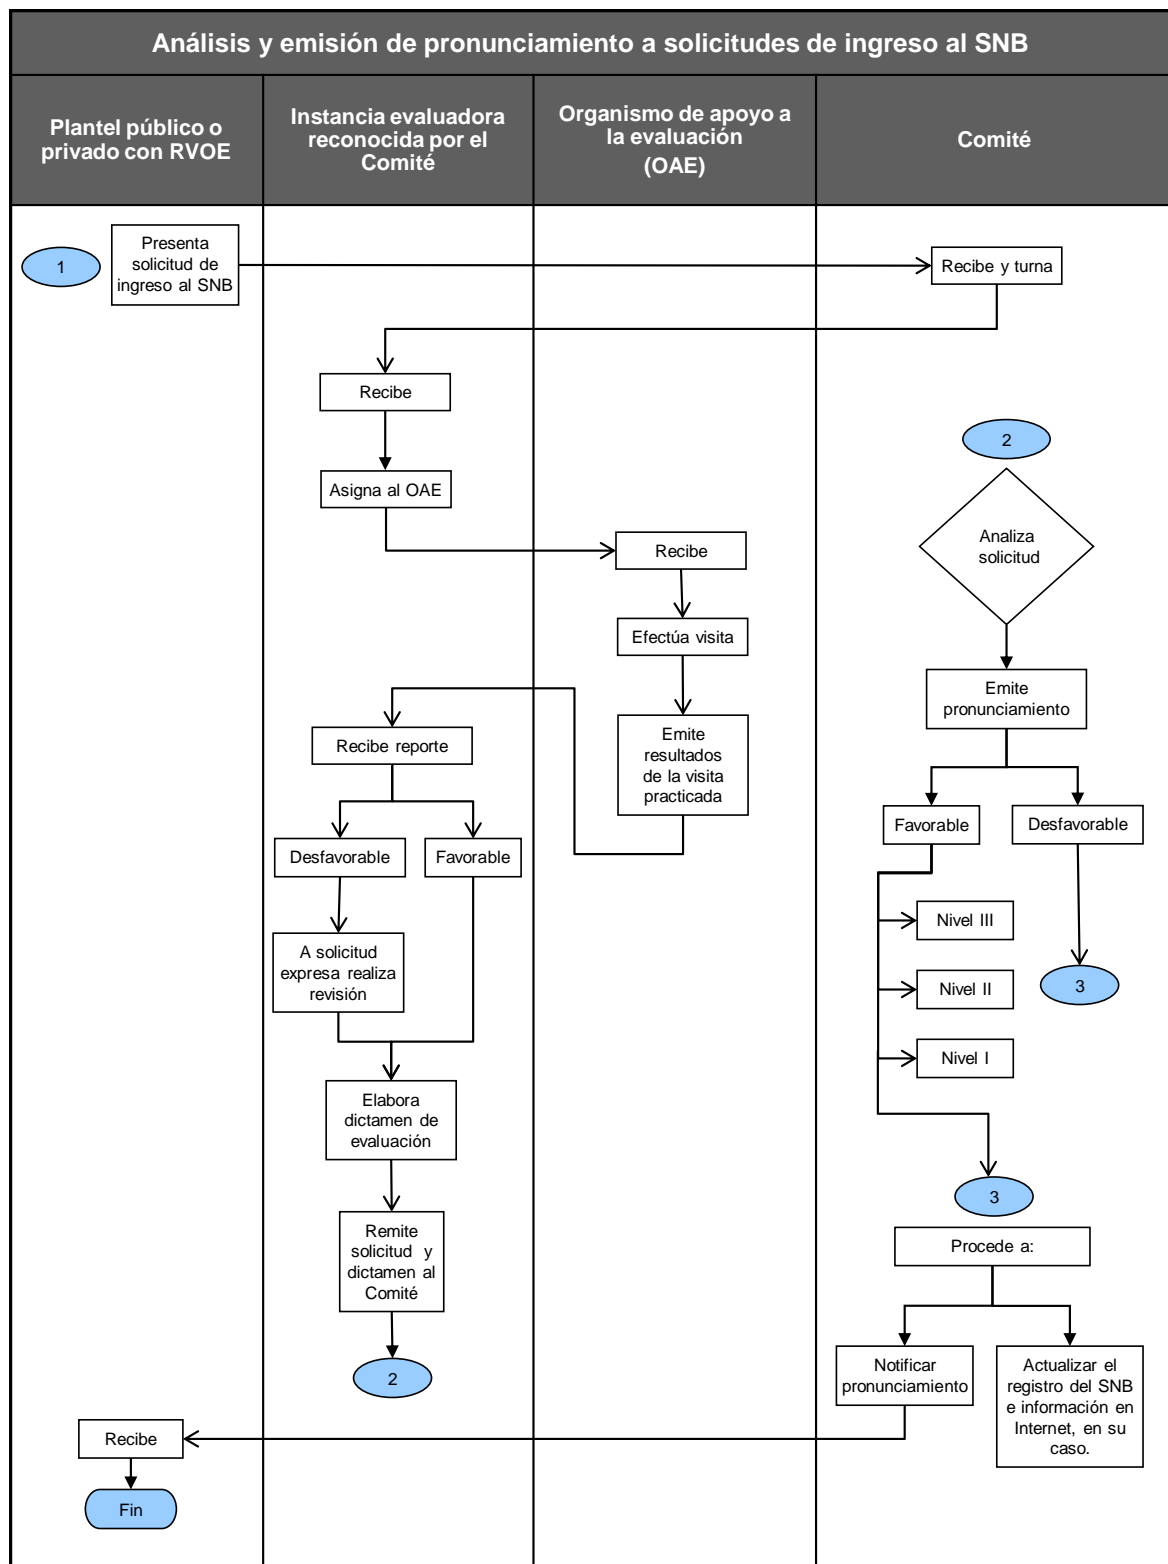 Análisis y emisión de pronunciamiento a solicitudes de ingreso al SNB
Plantel público o
privado con RVOE
Instancia evaluadora
reconocida por el
Comité
Organismo de apoyo a
la evaluación
(OAE)
Comité
1
Presenta
solicitud de
ingreso al SNB
Recibe y turna
Recibe
Asigna al OAE
Recibe
Efectúa visita
Emite
resultados
de la visita
practicada
Recibe reporte
Desfavorable
Favorable
A solicitud
expresa realiza
revisión
Elabora
dictamen de
evaluación
Remite
solicitud y
dictamen al
Comité
2
2
Analiza
solicitud
Emite
pronunciamiento
Favorable
Desfavorable
Nivel III
Nivel II
3
Nivel I
3
Procede a:
Notificar
pronunciamiento
Actualizar el
registro del SNB
e información en
Internet, en su
caso.
Recibe
Fin